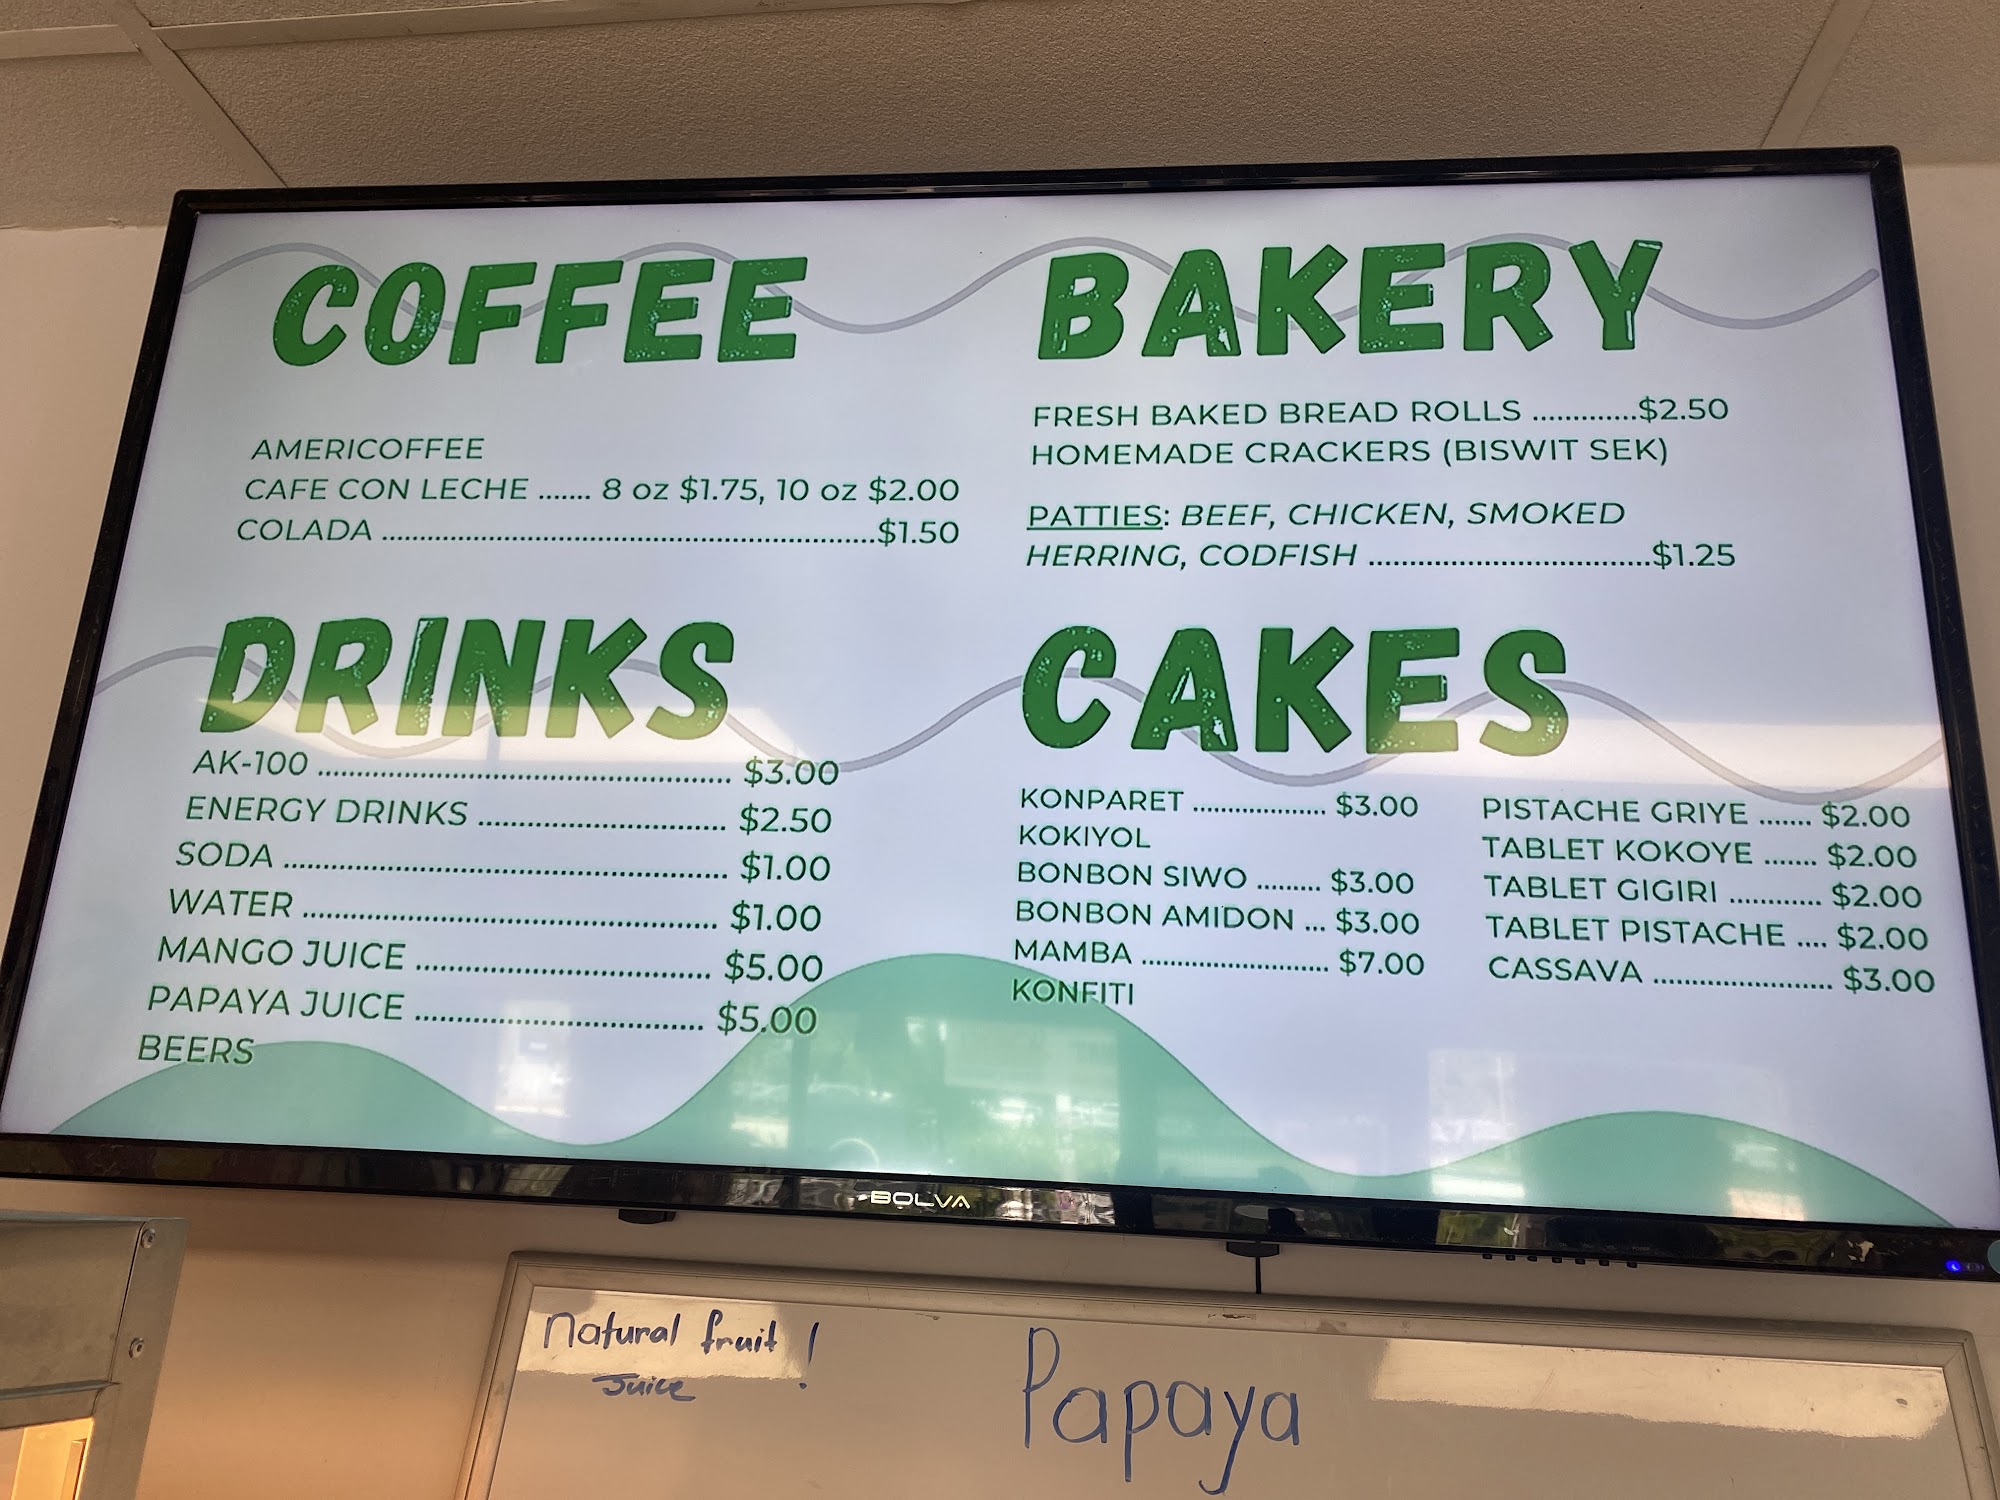 COFFEE
AMERICOFFEE
CAFE CON LECHE ....... 8 oz $1.75, 10 oz $2.00
COLADA ............................................................$1.50
BAKERY
FRESH BAKED BREAD ROLLS .............$2.50
HOMEMADE CRACKERS (BISWIT SEK)
PATTIES: BEEF, CHICKEN, SMOKED
HERRING, CODFISH ..................................$1.25
DRINKS
AK-100 .................................................. $3.00
ENERGY DRINKS .............................. $2.50
SODA ...................................................... $1.00
WATER .................................................. $1.00
MANGO JUICE .................................... $5.00
PAPAYA JUICE ................................... $5.00
BEERS
CAKES
KONPARET .................... $3.00
KOKIYOL
BONBON SIWO ......... $3.00
BONBON AMIDON ... $3.00
MAMBA ............................ $7.00
KONFITI
PISTACHE GRIYE ....... $2.00
TABLET KOKOYE ....... $2.00
TABLET GIGIRI ............ $2.00
TABLET PISTACHE .... $2.00
CASSAVA ........................ $3.00
BOLVA
Natural fruit !
Juice
Papaya